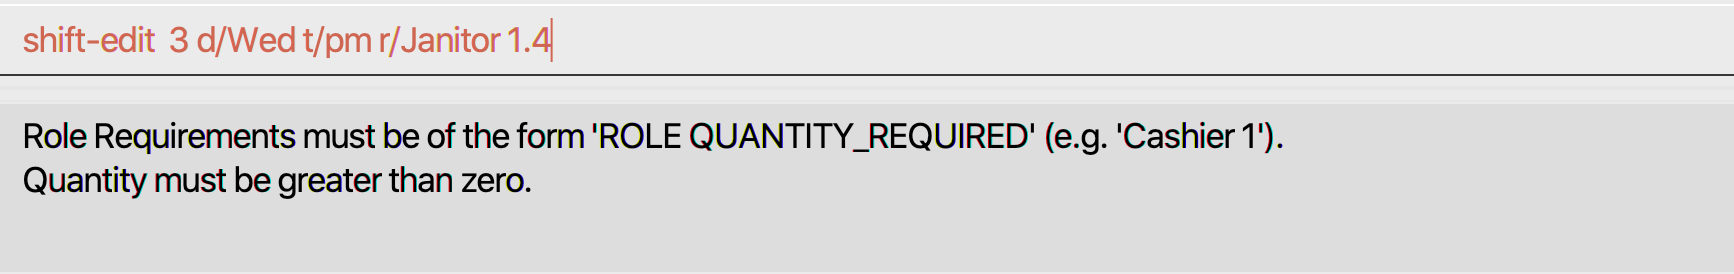 shift-edit  3 d/Wed t/pm r/Janitor 1.4
Role Requirements must be of the form 'ROLE QUANTITY_REQUIRED' (e.g. 'Cashier 1').
Quantity must be greater than zero.